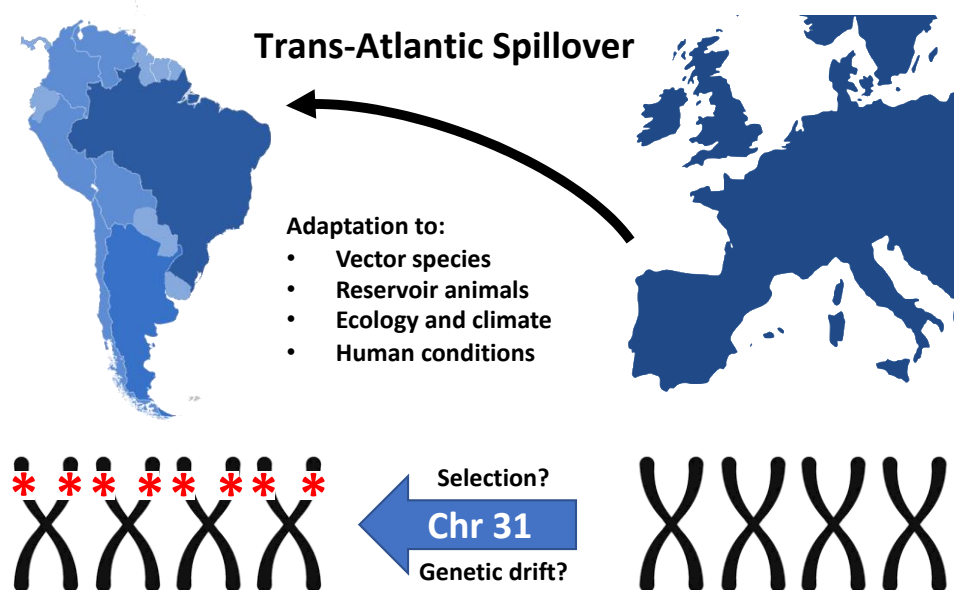 Trans-Atlantic Spillover
Adaptation to:
• Vector species
• Reservoir animals
• Ecology and climate
• Human conditions
Selection?
Chr 31
Genetic drift?
* * * * * * * *